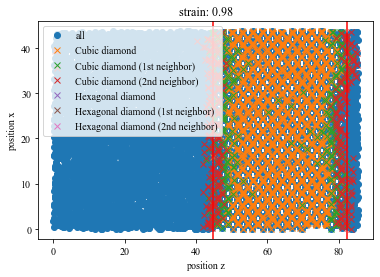 strain: 0.98
all
Cubic diamond
Cubic diamond (1st neighbor)
Cubic diamond (2nd neighbor)
Hexagonal diamond
Hexagonal diamond (1st neighbor)
Hexagonal diamond (2nd neighbor)
position x
40
30
20
10
0
0 20 40 60 80
position z